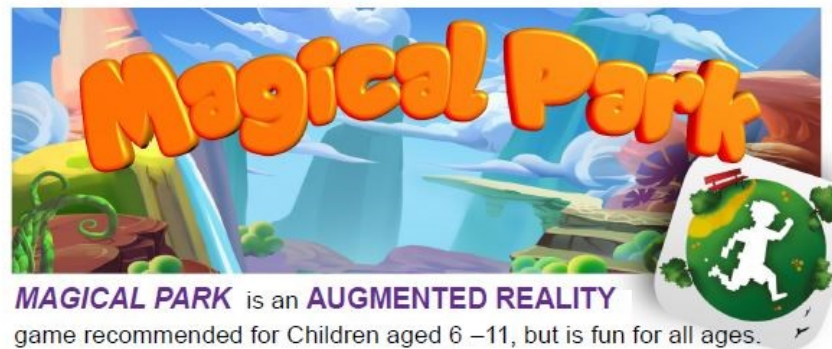 Magical Park
MAGICAL PARK is an AUGMENTED REALITY
game recommended for Children aged 6 –11, but is fun for all ages.